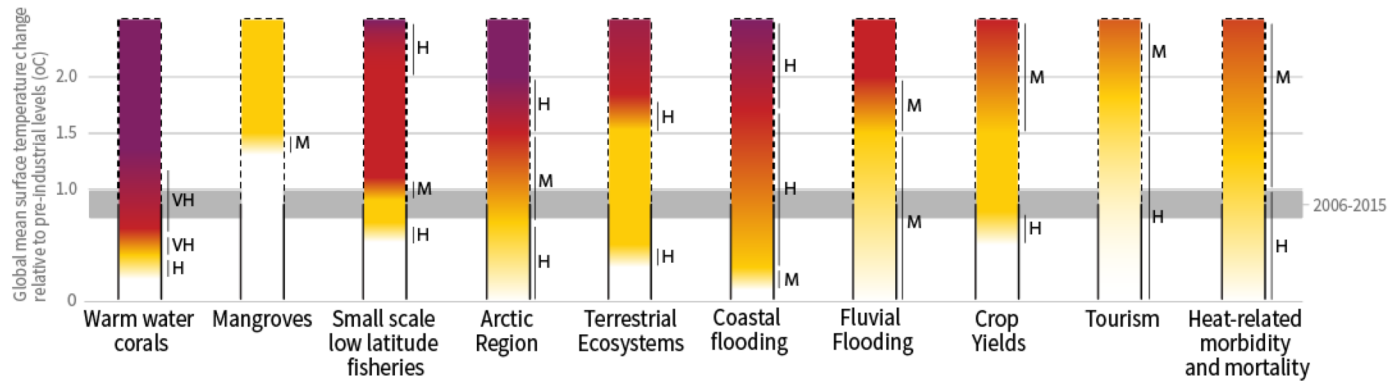 Global mean surface temperature change
relative to pre-industrial levels (oC)
2.0
1.5
1.0
0
H
M
H
M
H
H
M
H
H
H
H
H
M
M
M
M
H
M
H
M
H
VH
VH
H
2006-2015
Warm water
corals
Mangroves
Small scale
low latitude
fisheries
Arctic
Region
Terrestrial
Ecosystems
Coastal
flooding
Fluvial
Flooding
Crop
Yields
Tourism
Heat-related
morbidity
and mortality